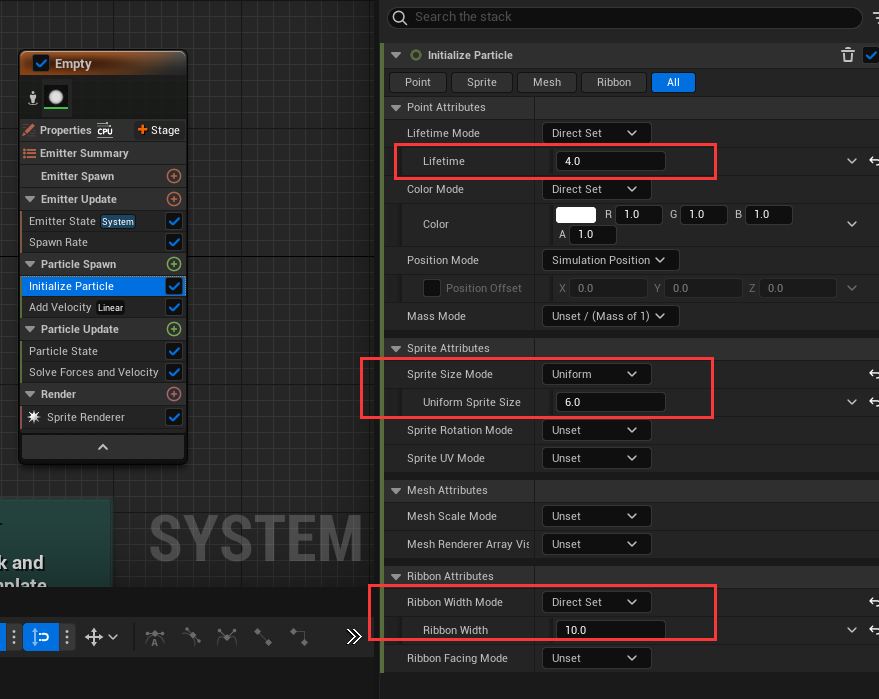 Empty
Properties CPU Stage
Emitter Summary
Emitter Spawn
Emitter Update
Emitter State System
Spawn Rate
Particle Spawn
Initialize Particle
Add Velocity Linear
Particle Update
Particle State
Solve Forces and Velocity
Render
Sprite Renderer
k and
SYSTEM
A
Search the stack
Initialize Particle
Point Sprite Mesh Ribbon All
Point Attributes
Lifetime Mode Direct Set
Lifetime 4.0
Color Mode Direct Set
Color R 1.0 G 1.0 B 1.0
A 1.0
Position Mode Simulation Position
Position Offset X 0.0 Y 0.0 Z 0.0
Mass Mode Unset / (Mass of 1)
Sprite Attributes
Sprite Size Mode Uniform
Uniform Sprite Size 6.0
Sprite Rotation Mode Unset
Sprite UV Mode Unset
Mesh Attributes
Mesh Scale Mode Unset
Mesh Renderer Array Vis Unset
Ribbon Attributes
Ribbon Width Mode Direct Set
Ribbon Width 10.0
Ribbon Facing Mode Unset